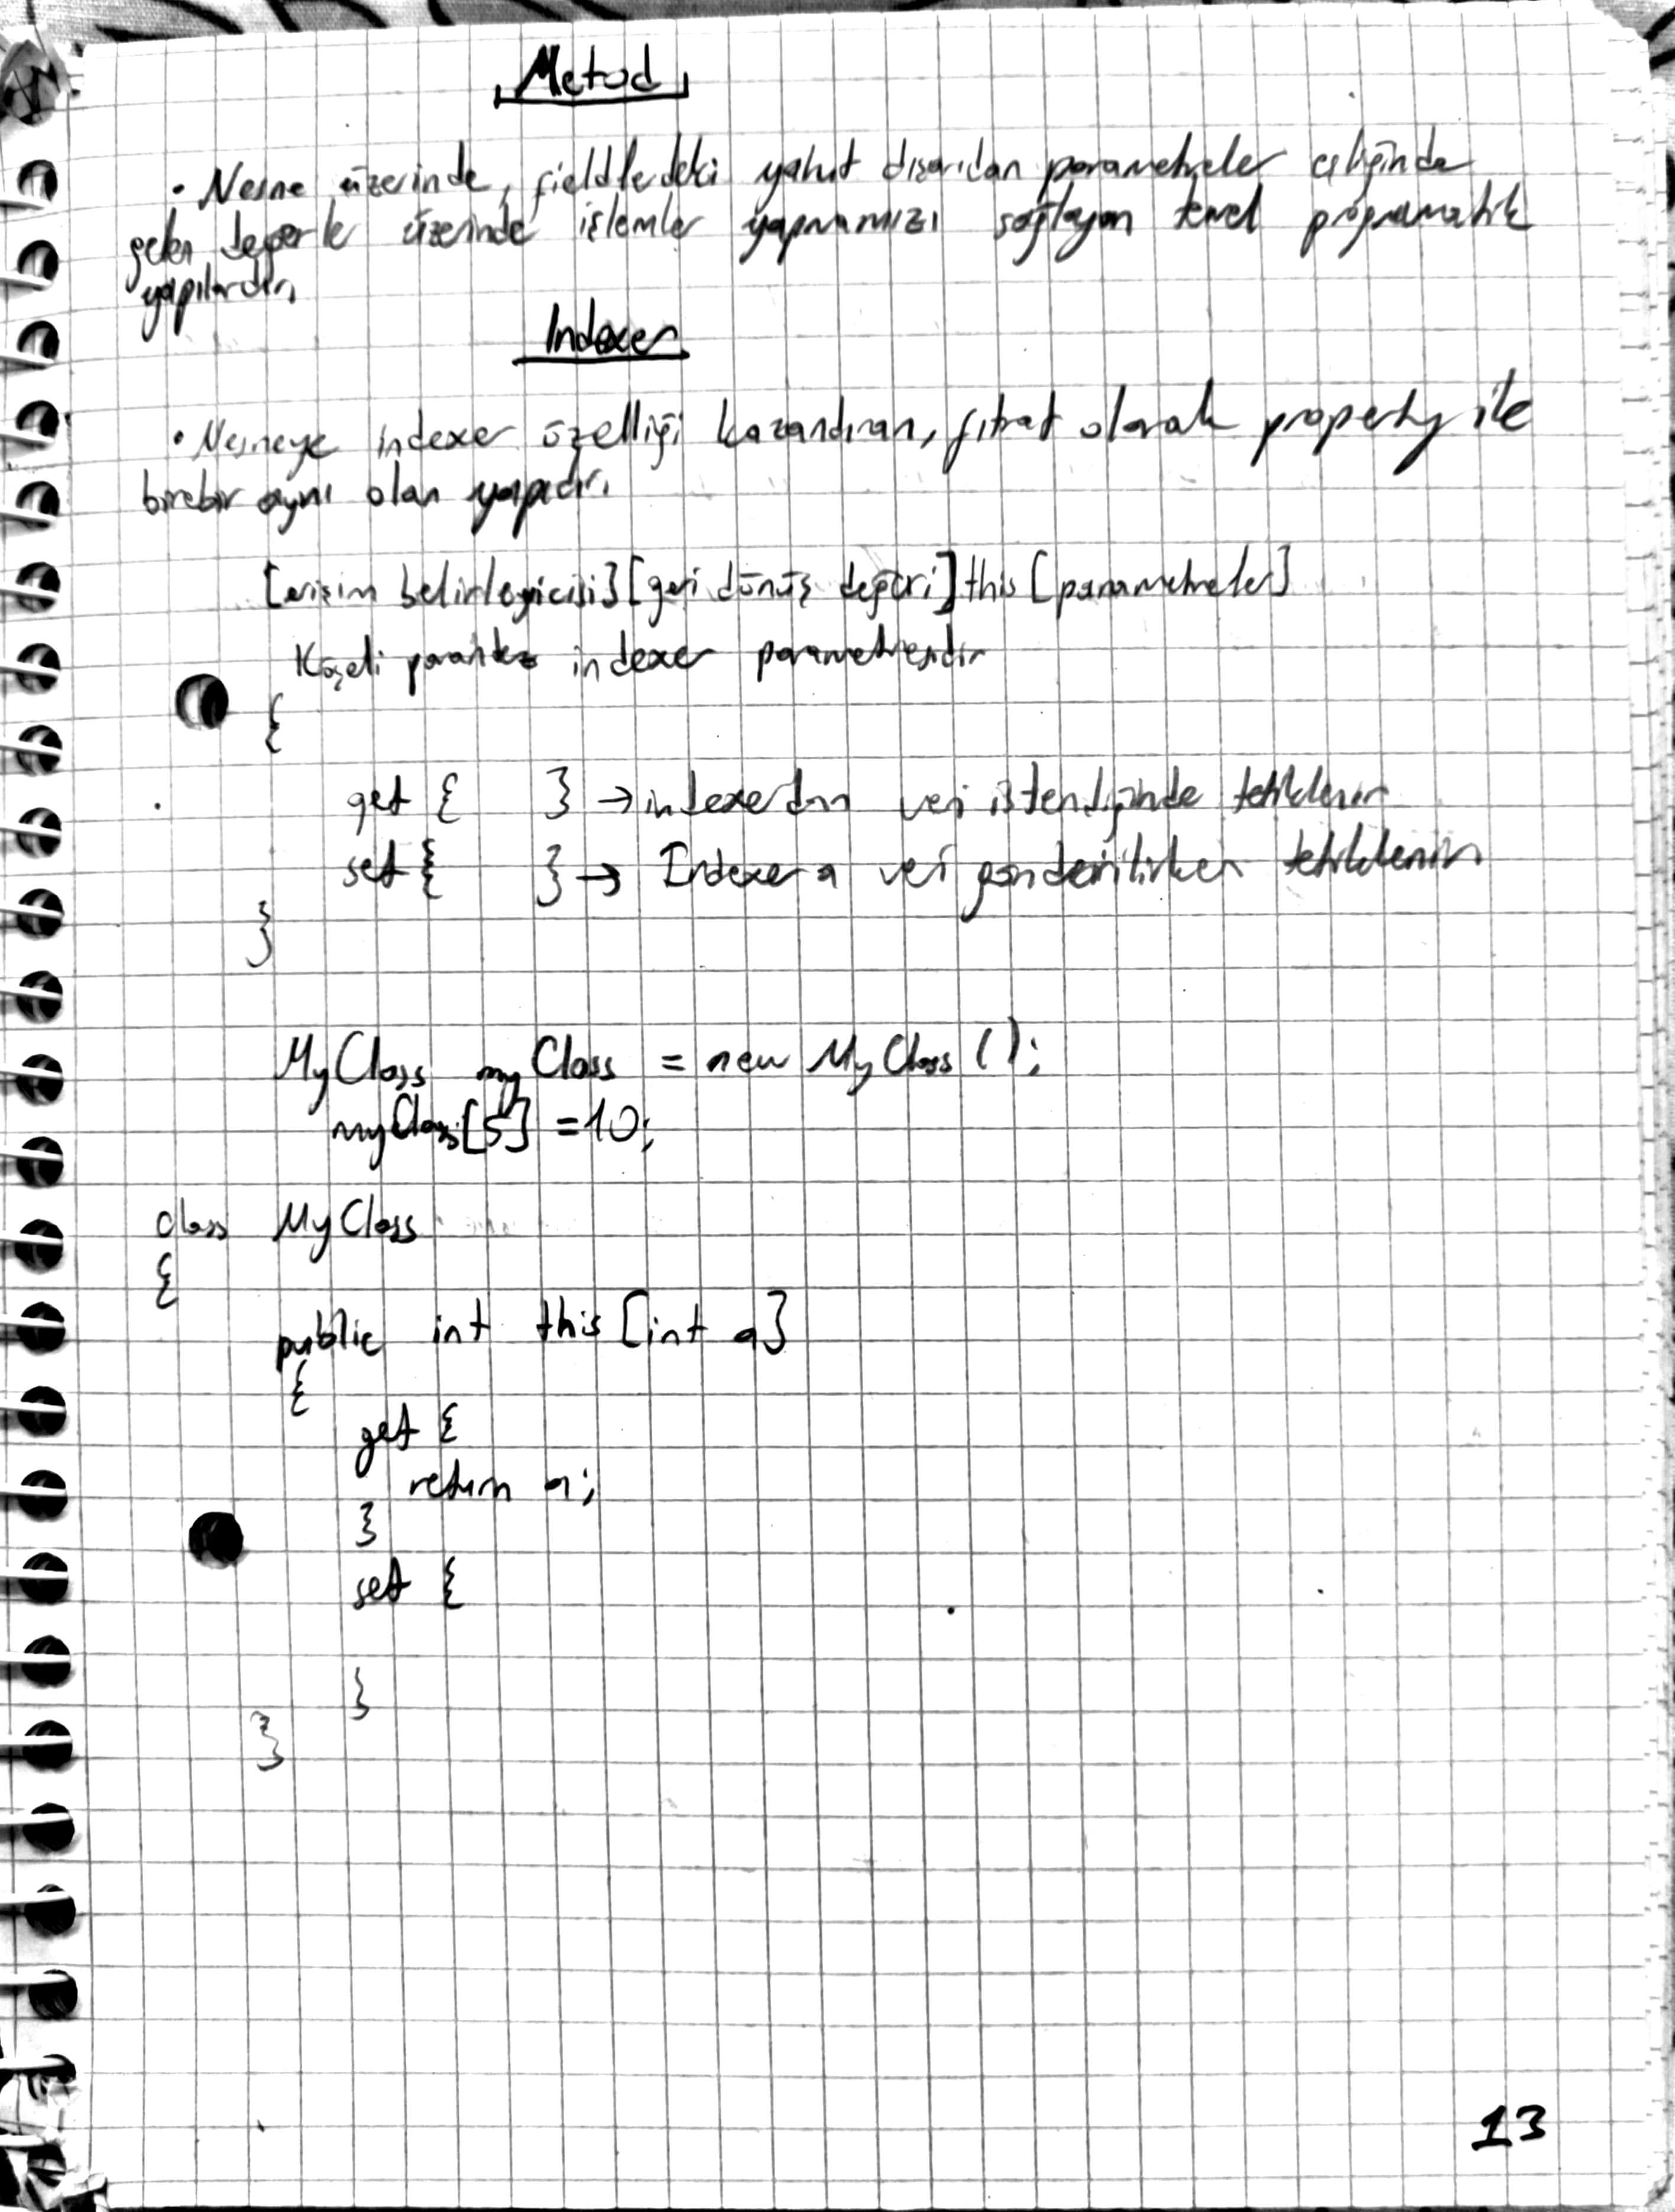 Metod
• Nesne üzerinde, fieldlerdeki yahut dışarıdan parametreler eşliğinde
gelen değerler üzerinde işlemler yapmamızı sağlayan temel programatik
yapılardır.
Indexer
• Nesneye indexer özelliği kazandıran, fıtrat olarak property ile
birebir aynı olan yapıdır.
[erişim belirleyicisi][geri dönüş değeri]this[parametreler]
Köşeli parantez indexer parametresidir
{
get { } → indexerdan veri istendiğinde tetiklenir
set { } → Indexer a veri gönderilirken tetiklenir
}
MyClass myClass = new MyClass ();
myClass[5] = 10;
class MyClass
{
public int this [int a]
{
get {
return a;
}
set {
}
}
13